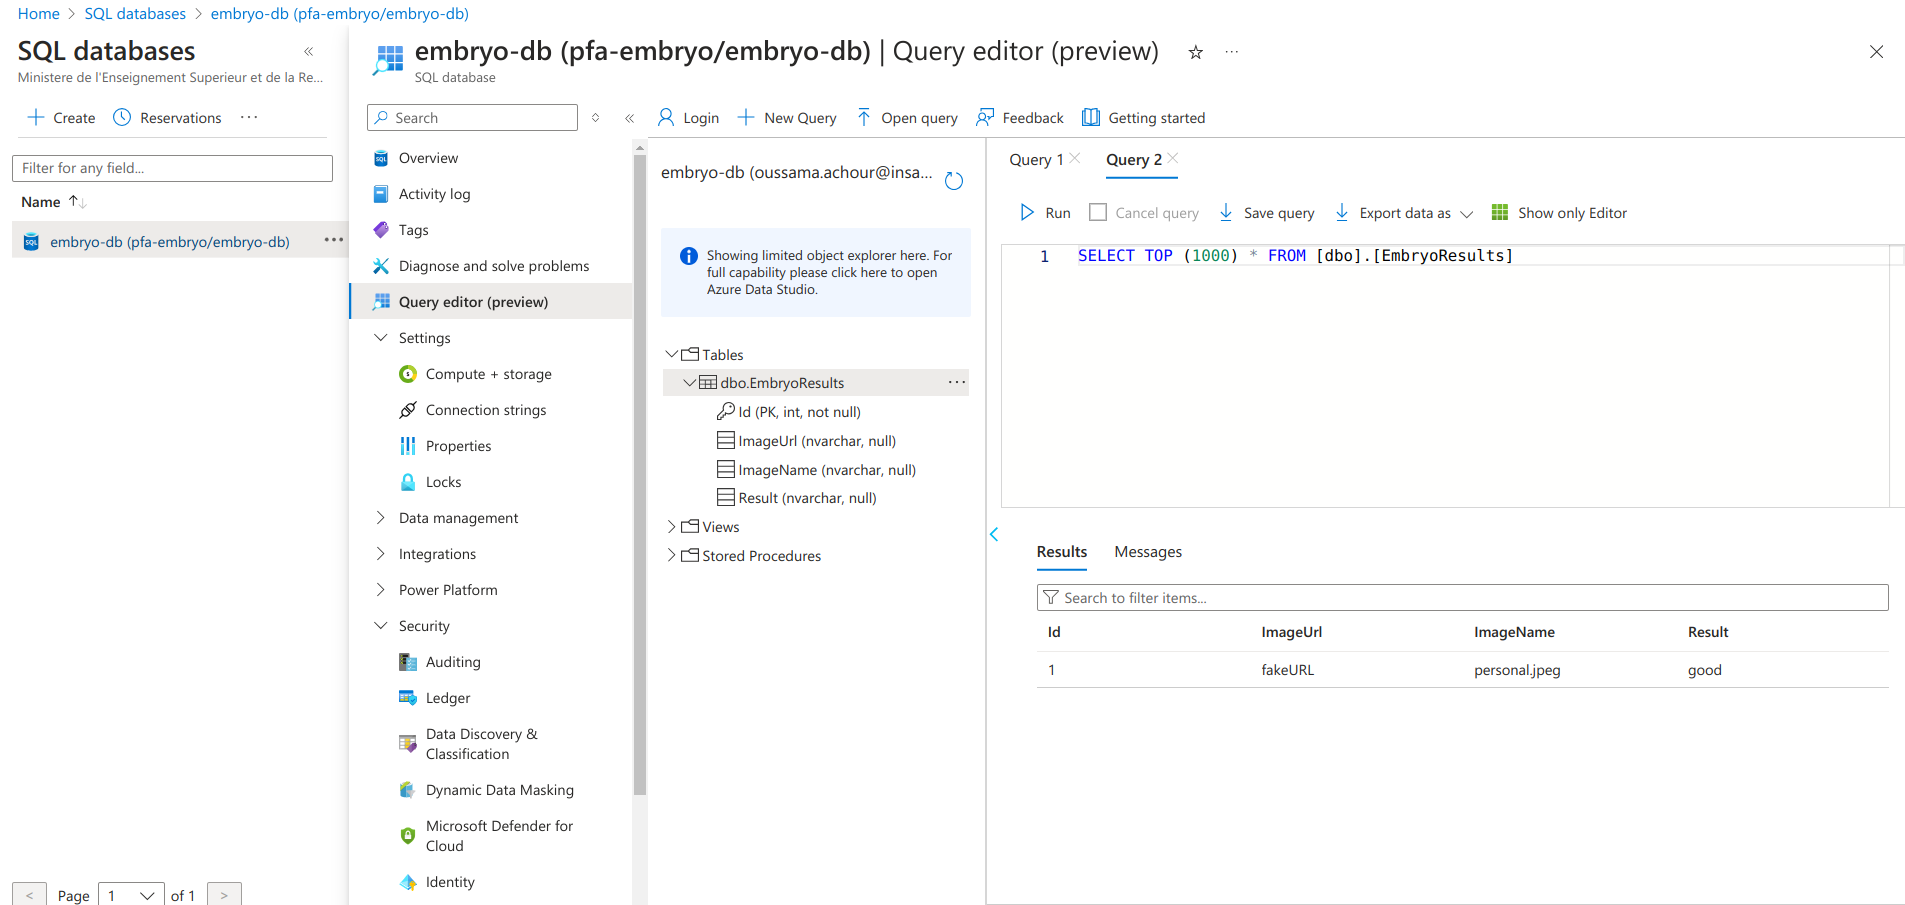 Home > SQL databases > embryo-db (pfa-embryo/embryo-db)
SQL databases
«
Ministere de l'Enseignement Superieur et de la Re...
Create
Reservations
...
Filter for any field...
Name
embryo-db (pfa-embryo/embryo-db)
...
< Page 1 of 1 >
embryo-db (pfa-embryo/embryo-db) | Query editor (preview)
...
SQL database
Search
«
Overview
Activity log
Tags
Diagnose and solve problems
Query editor (preview)
Settings
Compute + storage
Connection strings
Properties
Locks
Data management
Integrations
Power Platform
Security
Auditing
Ledger
Data Discovery &
Classification
Dynamic Data Masking
Microsoft Defender for
Cloud
Identity
Login
New Query
Open query
Feedback
Getting started
embryo-db (oussama.achour@insa...
Showing limited object explorer here. For
full capability please click here to open
Azure Data Studio.
Tables
dbo.EmbryoResults
...
Id (PK, int, not null)
ImageUrl (nvarchar, null)
ImageName (nvarchar, null)
Result (nvarchar, null)
Views
Stored Procedures
Query 1
Query 2
Run
Cancel query
Save query
Export data as
Show only Editor
1 SELECT TOP (1000) * FROM [dbo].[EmbryoResults]
Results
Messages
Search to filter items...
Id ImageUrl ImageName Result
1 fakeURL personal.jpeg good